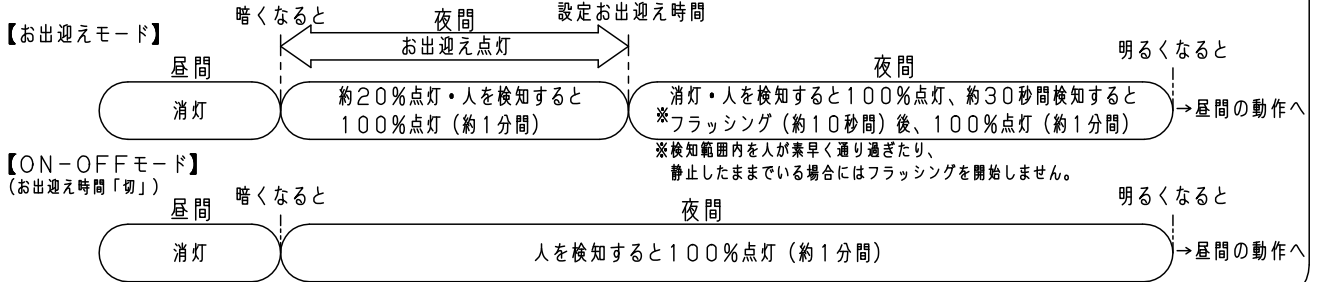 【お出迎えモード】
暗くなると
夜間
設定お出迎え時間
お出迎え点灯
明るくなると
昼間
夜間
消灯
約20%点灯・人を検知すると
100%点灯(約1分間)
消灯・人を検知すると100%点灯、約30秒間検知すると
※フラッシング(約10秒間)後、100%点灯(約1分間)
→昼間の動作へ
※検知範囲内を人が素早く通り過ぎたり、
静止したままでいる場合にはフラッシングを開始しません。
【ON-OFFモード】
(お出迎え時間「切」)
昼間
暗くなると
夜間
明るくなると
消灯
人を検知すると100%点灯(約1分間)
→昼間の動作へ